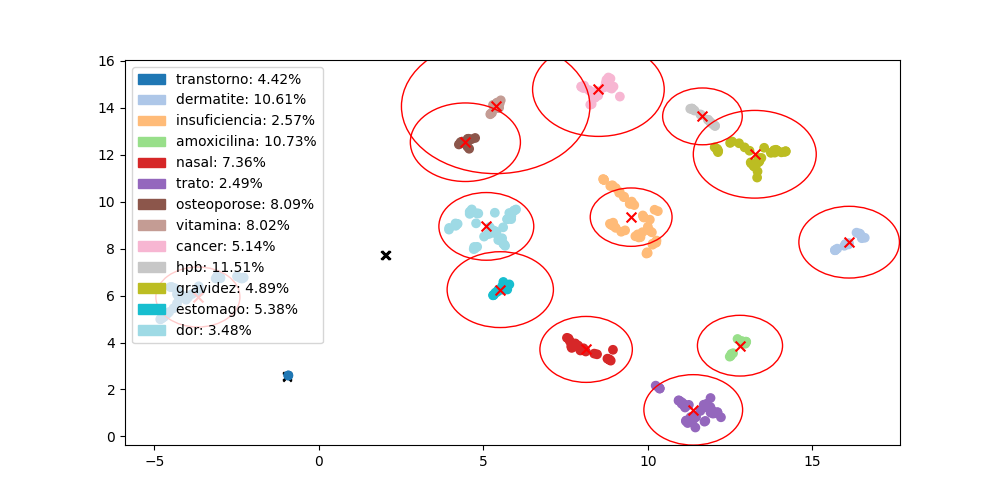 16
14
12
10
8
6
4
2
0
transtorno: 4.42%
dermatite: 10.61%
insuficiencia: 2.57%
amoxicilina: 10.73%
nasal: 7.36%
trato: 2.49%
osteoporose: 8.09%
vitamina: 8.02%
cancer: 5.14%
hpb: 11.51%
gravidez: 4.89%
estomago: 5.38%
dor: 3.48%
−5 0 5 10 15